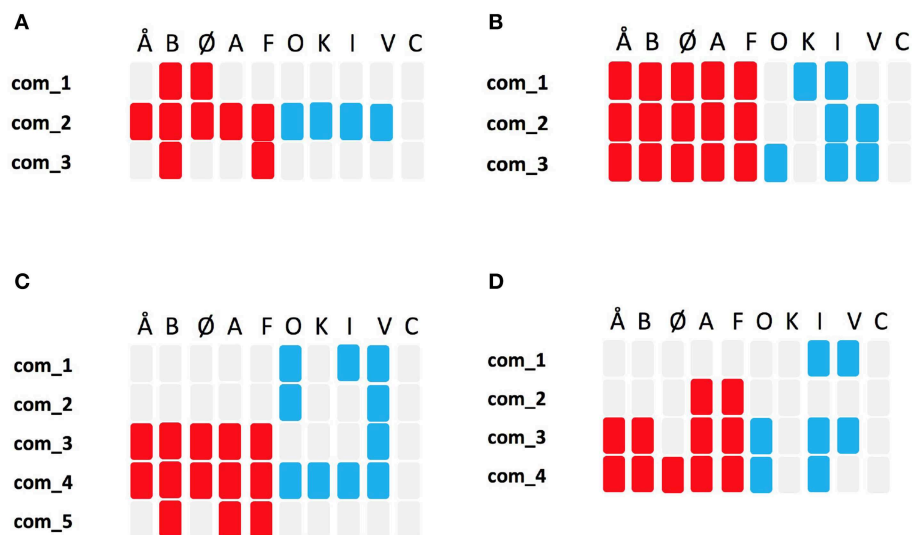 A
Å B Ø A F O K I V C
com_1
com_2
com_3
B
Å B Ø A F O K I V C
com_1
com_2
com_3
C
Å B Ø A F O K I V C
com_1
com_2
com_3
com_4
com_5
D
Å B Ø A F O K I V C
com_1
com_2
com_3
com_4